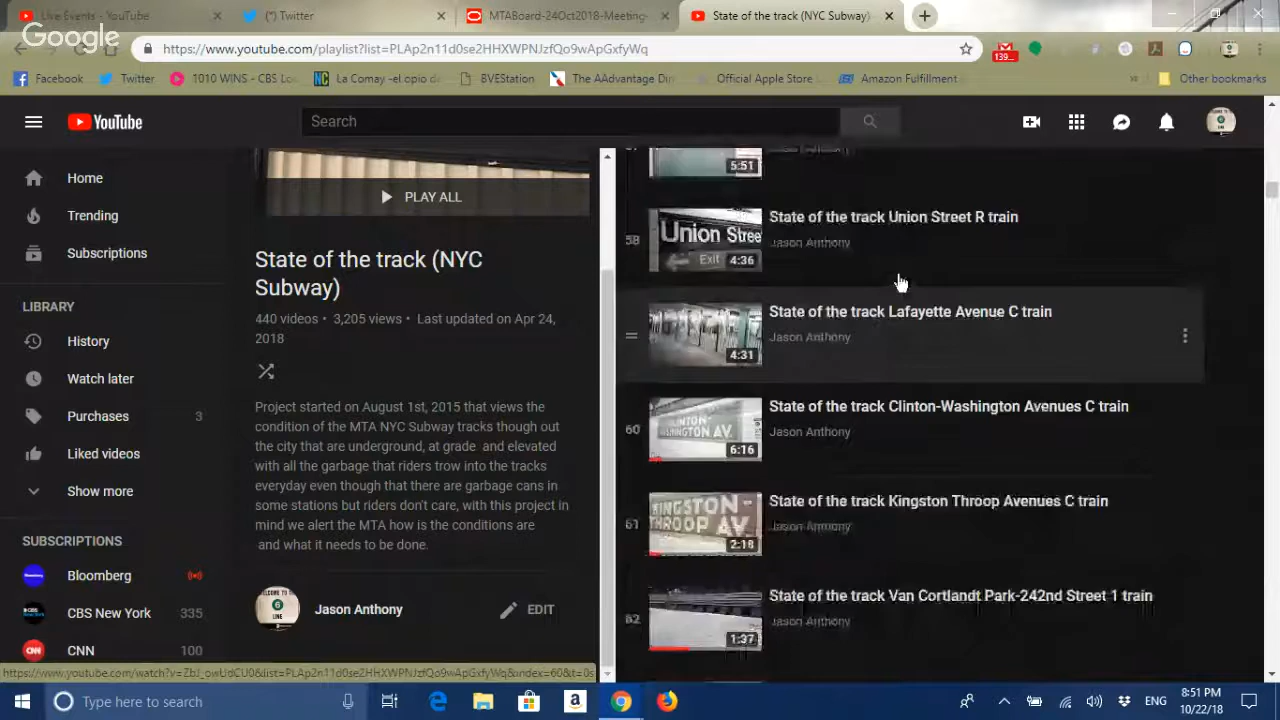 Live Events - YouTube
(*) Twitter
MTABoard-24Oct2018-Meeting-
State of the track (NYC Subway)
Google
https://www.youtube.com/playlist?list=PLAp2n11d0se2HHXWPNJzfQo9wApGxfyWq
139...
Facebook
Twitter
1010 WINS - CBS Lo
La Comay -el opio d
BVEStation
The AAdvantage Din
Official Apple Store
Amazon Fulfillment
»
Other bookmarks
YouTube
Search
Home
Trending
Subscriptions
LIBRARY
History
Watch later
Purchases 3
Liked videos
Show more
SUBSCRIPTIONS
Bloomberg
CBS New York 335
CNN 100
PLAY ALL
State of the track (NYC
Subway)
440 videos • 3,205 views • Last updated on Apr 24,
2018
Project started on August 1st, 2015 that views the
condition of the MTA NYC Subway tracks though out
the city that are underground, at grade and elevated
with all the garbage that riders trow into the tracks
everyday even though that there are garbage cans in
some stations but riders don't care, with this project in
mind we alert the MTA how is the conditions are
and what it needs to be done.
Jason Anthony
EDIT
5:51
58
Union Stree
Exit
4:36
State of the track Union Street R train
Jason Anthony
4:31
State of the track Lafayette Avenue C train
Jason Anthony
60
CLINTON-
WASHINGTON AV.
6:16
State of the track Clinton-Washington Avenues C train
Jason Anthony
61
KINGSTON-
THROOP AV.
2:18
State of the track Kingston Throop Avenues C train
Jason Anthony
62
1:37
State of the track Van Cortlandt Park-242nd Street 1 train
Jason Anthony
Type here to search
ENG
8:51 PM
10/22/18